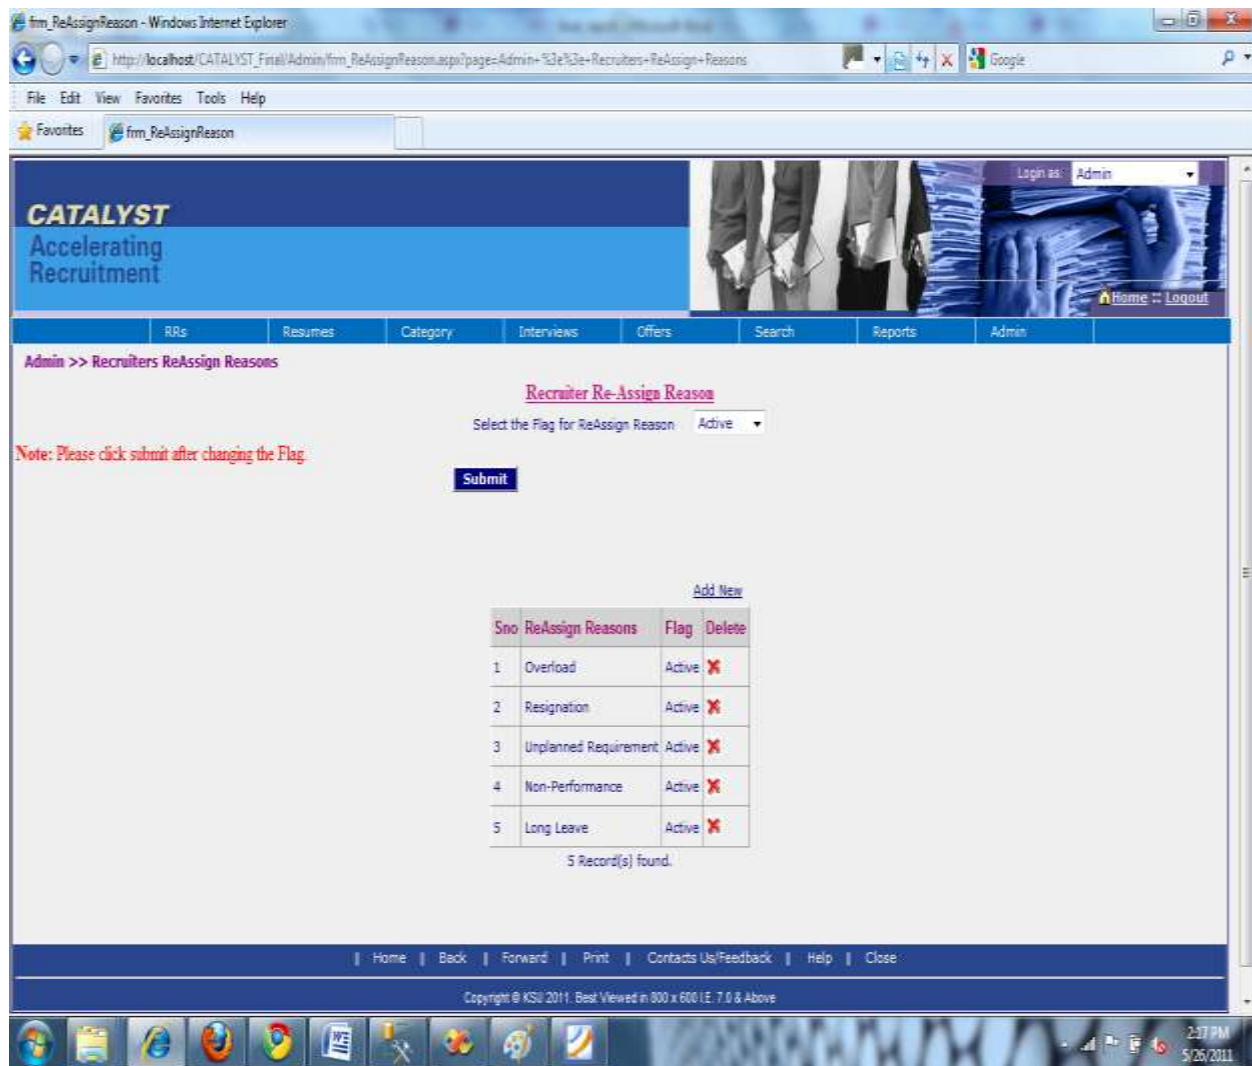 frm_ReAssignReason - Windows Internet Explorer
http://localhost/CATALYST_Final/Admin/frm_ReAssignReason.aspx?page=Admin+%3e%3e+Recruiters+ReAssign+Reasons
Google
File Edit View Favorites Tools Help
Favorites frm_ReAssignReason
Login as: Admin
CATALYST
Accelerating
Recruitment
Home :: Logout
RRs Resumes Category Interviews Offers Search Reports Admin
Admin >> Recruiters ReAssign Reasons
Recruiter Re-Assign Reason
Select the Flag for ReAssign Reason Active
Note: Please click submit after changing the Flag.
Submit
Add New
Sno ReAssign Reasons Flag Delete
1 Overload Active
2 Resignation Active
3 Unplanned Requirement Active
4 Non-Performance Active
5 Long Leave Active
5 Record(s) found.
| Home | Back | Forward | Print | Contacts Us/Feedback | Help | Close
Copyright © KSU 2011. Best Viewed in 800 x 600 I.E. 7.0 & Above
2:17 PM
5/26/2011